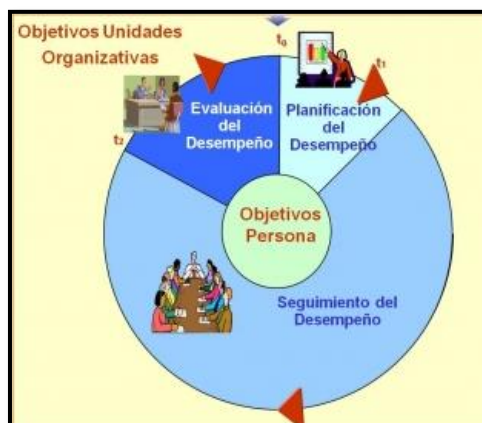 Objetivos Unidades
Organizativas
t₀
t₁
Evaluación
del
Desempeño
Planificación
del
Desempeño
t₂
Objetivos
Persona
Seguimiento del
Desempeño